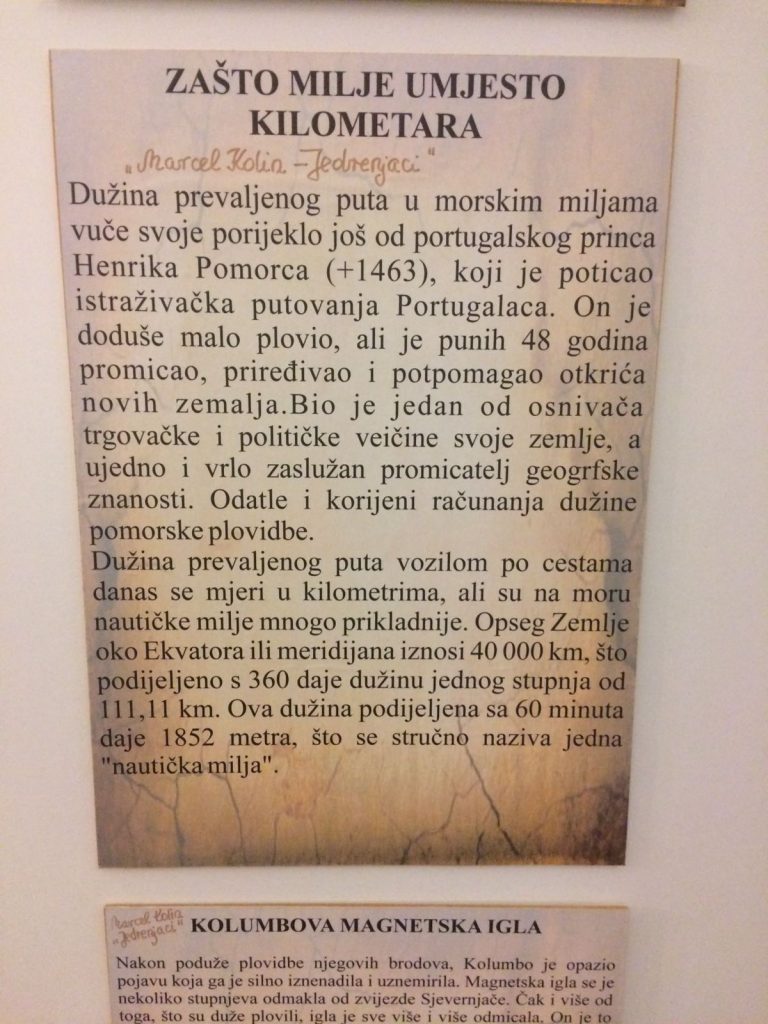 ZAŠTO MILJE UMJESTO
KILOMETARA
„Marcel Kolin – Jedrenjaci"
Dužina prevaljenog puta u morskim miljama
vuče svoje porijeklo još od portugalskog princa
Henrika Pomorca (+1463), koji je poticao
istraživačka putovanja Portugalaca. On je
doduše malo plovio, ali je punih 48 godina
promicao, priređivao i potpomagao otkrića
novih zemalja.Bio je jedan od osnivača
trgovačke i političke veičine svoje zemlje, a
ujedno i vrlo zaslužan promicatelj geogrfske
znanosti. Odatle i korijeni računanja dužine
pomorske plovidbe.
Dužina prevaljenog puta vozilom po cestama
danas se mjeri u kilometrima, ali su na moru
nautičke milje mnogo prikladnije. Opseg Zemlje
oko Ekvatora ili meridijana iznosi 40 000 km, što
podijeljeno s 360 daje dužinu jednog stupnja od
111,11 km. Ova dužina podijeljena sa 60 minuta
daje 1852 metra, što se stručno naziva jedna
"nautička milja".
Marcel Kolin
„Jedrenjaci"
KOLUMBOVA MAGNETSKA IGLA
Nakon poduže plovidbe njegovih brodova, Kolumbo je opazio
pojavu koja ga je silno iznenadila i uznemirila. Magnetska igla se je
nekoliko stupnjeva odmakla od zvijezde Sjevernjače. Čak i više od
toga, što su duže plovili, igla je sve više i više odmicala. On je to